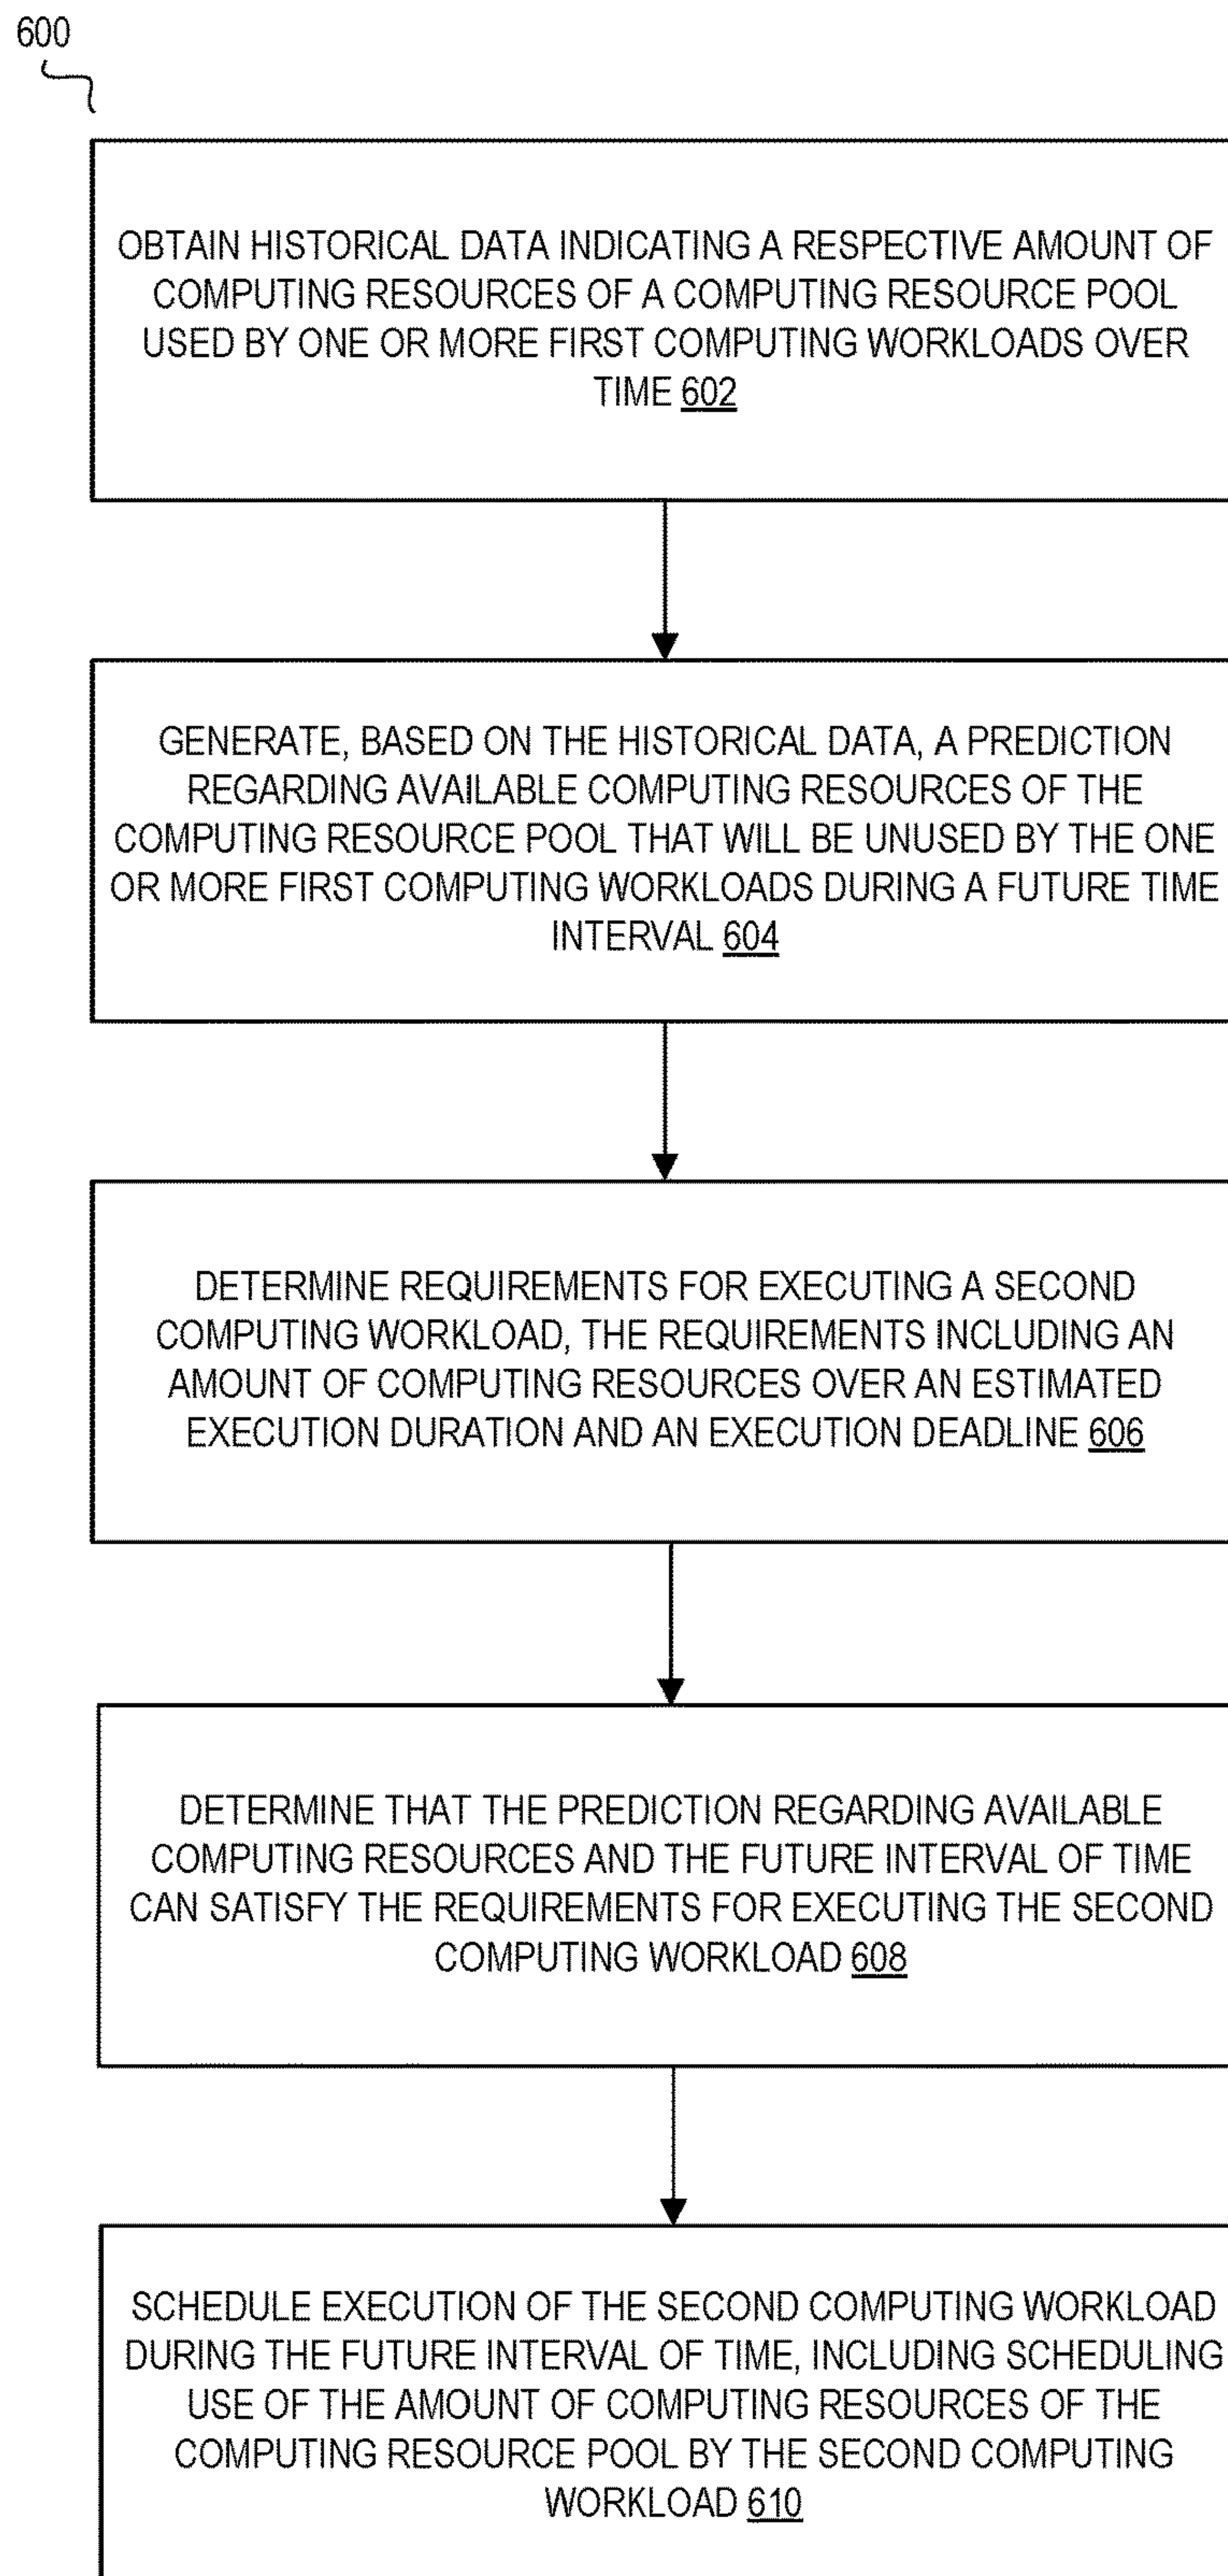 600
OBTAIN HISTORICAL DATA INDICATING A RESPECTIVE AMOUNT OF
COMPUTING RESOURCES OF A COMPUTING RESOURCE POOL
USED BY ONE OR MORE FIRST COMPUTING WORKLOADS OVER
TIME 602
GENERATE, BASED ON THE HISTORICAL DATA, A PREDICTION
REGARDING AVAILABLE COMPUTING RESOURCES OF THE
COMPUTING RESOURCE POOL THAT WILL BE UNUSED BY THE ONE
OR MORE FIRST COMPUTING WORKLOADS DURING A FUTURE TIME
INTERVAL 604
DETERMINE REQUIREMENTS FOR EXECUTING A SECOND
COMPUTING WORKLOAD, THE REQUIREMENTS INCLUDING AN
AMOUNT OF COMPUTING RESOURCES OVER AN ESTIMATED
EXECUTION DURATION AND AN EXECUTION DEADLINE 606
DETERMINE THAT THE PREDICTION REGARDING AVAILABLE
COMPUTING RESOURCES AND THE FUTURE INTERVAL OF TIME
CAN SATISFY THE REQUIREMENTS FOR EXECUTING THE SECOND
COMPUTING WORKLOAD 608
SCHEDULE EXECUTION OF THE SECOND COMPUTING WORKLOAD
DURING THE FUTURE INTERVAL OF TIME, INCLUDING SCHEDULING
USE OF THE AMOUNT OF COMPUTING RESOURCES OF THE
COMPUTING RESOURCE POOL BY THE SECOND COMPUTING
WORKLOAD 610